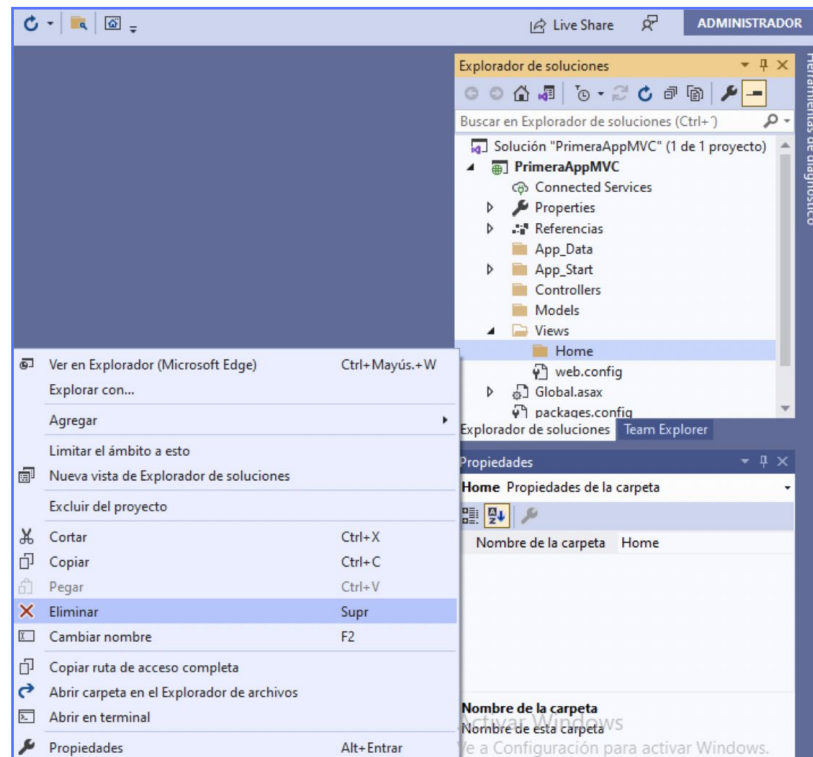 Live Share
ADMINISTRADOR
Explorador de soluciones
Buscar en Explorador de soluciones (Ctrl+´)
Solución "PrimeraAppMVC" (1 de 1 proyecto)
PrimeraAppMVC
Connected Services
Properties
Referencias
App_Data
App_Start
Controllers
Models
Views
Home
web.config
Global.asax
packages.config
Explorador de soluciones Team Explorer
Herramientas de diagnóstico
Ver en Explorador (Microsoft Edge) Ctrl+Mayús.+W
Explorar con...
Agregar
Limitar el ámbito a esto
Nueva vista de Explorador de soluciones
Excluir del proyecto
Cortar Ctrl+X
Copiar Ctrl+C
Pegar Ctrl+V
Eliminar Supr
Cambiar nombre F2
Copiar ruta de acceso completa
Abrir carpeta en el Explorador de archivos
Abrir en terminal
Propiedades Alt+Entrar
Propiedades
Home Propiedades de la carpeta
Nombre de la carpeta Home
Nombre de la carpeta
Nombre de esta carpeta
Activar Windows
Ve a Configuración para activar Windows.